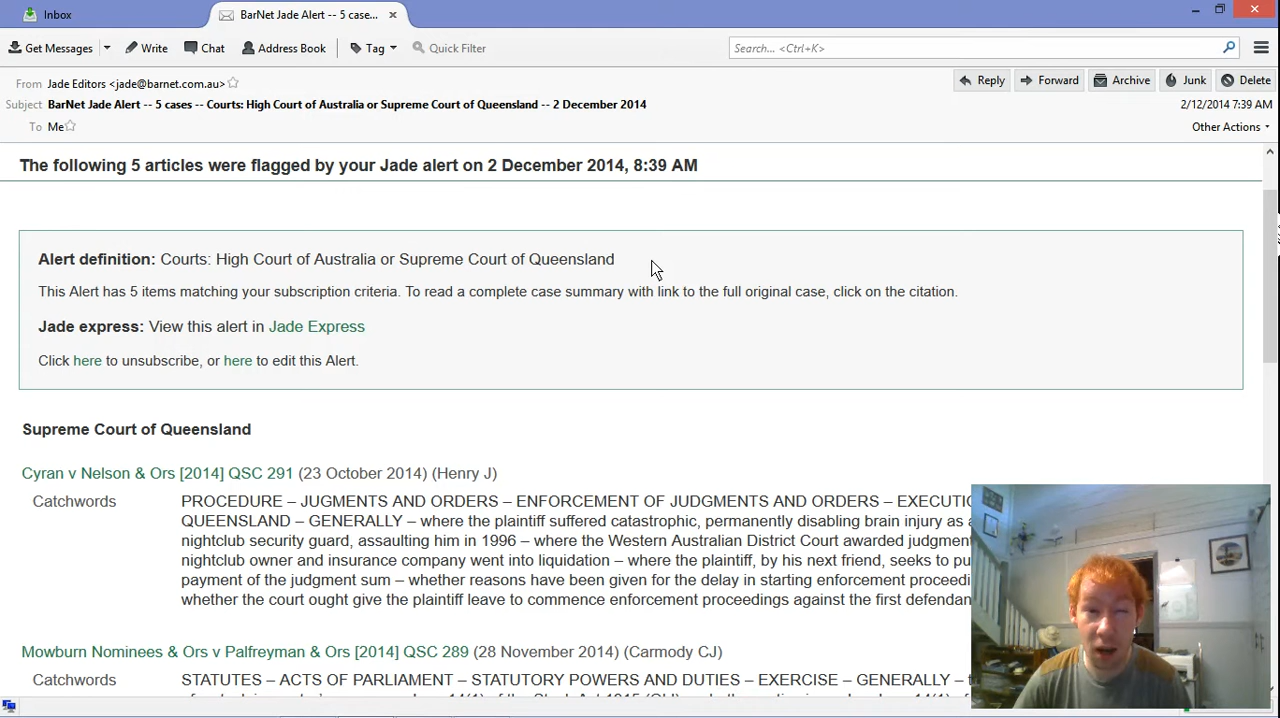 Inbox
BarNet Jade Alert -- 5 case...
Get Messages
Write
Chat
Address Book
Tag
Quick Filter
Search... <Ctrl+K>
From Jade Editors <jade@barnet.com.au>
Reply
Forward
Archive
Junk
Delete
Subject BarNet Jade Alert -- 5 cases -- Courts: High Court of Australia or Supreme Court of Queensland -- 2 December 2014
2/12/2014 7:39 AM
To Me
Other Actions
The following 5 articles were flagged by your Jade alert on 2 December 2014, 8:39 AM
Alert definition: Courts: High Court of Australia or Supreme Court of Queensland
This Alert has 5 items matching your subscription criteria. To read a complete case summary with link to the full original case, click on the citation.
Jade express: View this alert in Jade Express
Click here to unsubscribe, or here to edit this Alert.
Supreme Court of Queensland
Cyran v Nelson & Ors [2014] QSC 291 (23 October 2014) (Henry J)
Catchwords
PROCEDURE – JUGMENTS AND ORDERS – ENFORCEMENT OF JUDGMENTS AND ORDERS – EXECUTIO
QUEENSLAND – GENERALLY – where the plaintiff suffered catastrophic, permanently disabling brain injury as a
nightclub security guard, assaulting him in 1996 – where the Western Australian District Court awarded judgment
nightclub owner and insurance company went into liquidation – where the plaintiff, by his next friend, seeks to pu
payment of the judgment sum – whether reasons have been given for the delay in starting enforcement proceedi
whether the court ought give the plaintiff leave to commence enforcement proceedings against the first defendan
Mowburn Nominees & Ors v Palfreyman & Ors [2014] QSC 289 (28 November 2014) (Carmody CJ)
Catchwords
STATUTES – ACTS OF PARLIAMENT – STATUTORY POWERS AND DUTIES – EXERCISE – GENERALLY –